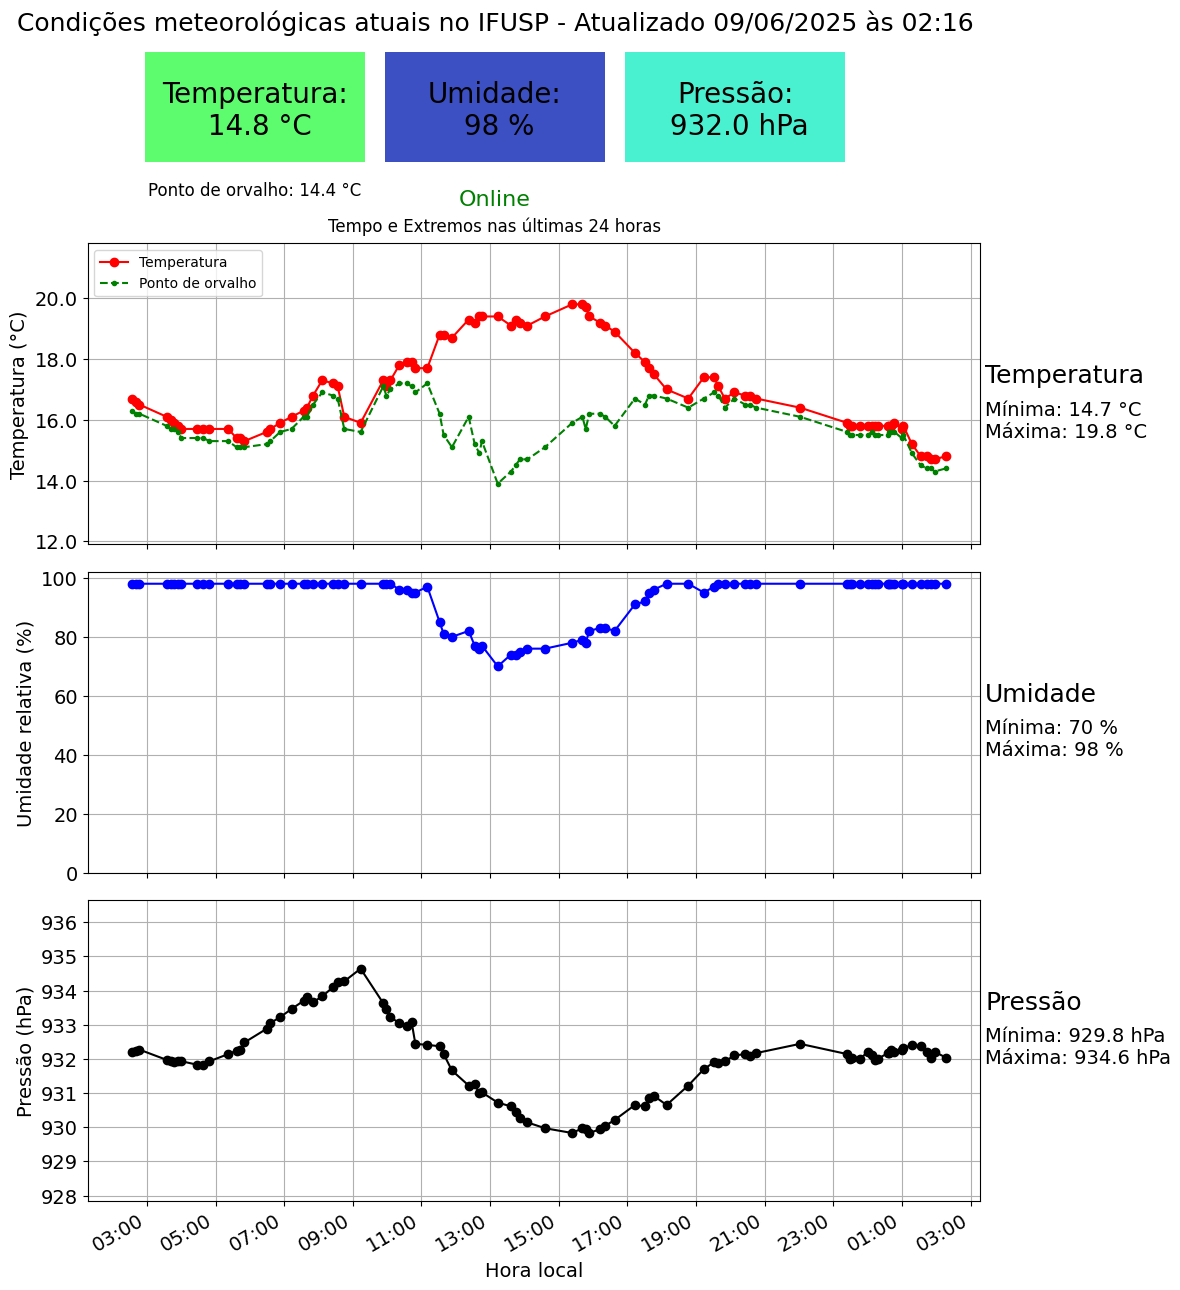 Condições meteorológicas atuais no IFUSP - Atualizado 09/06/2025 às 02:16
Temperatura:
14.8 °C
Umidade:
98 %
Pressão:
932.0 hPa
Ponto de orvalho: 14.4 °C
Online
Tempo e Extremos nas últimas 24 horas
Temperatura
Ponto de orvalho
Temperatura (°C)
20.0
18.0
16.0
14.0
12.0
Temperatura
Mínima: 14.7 °C
Máxima: 19.8 °C
Umidade relativa (%)
100
80
60
40
20
0
Umidade
Mínima: 70 %
Máxima: 98 %
Pressão (hPa)
936
935
934
933
932
931
930
929
928
Pressão
Mínima: 929.8 hPa
Máxima: 934.6 hPa
03:00
05:00
07:00
09:00
11:00
13:00
15:00
17:00
19:00
21:00
23:00
01:00
03:00
Hora local